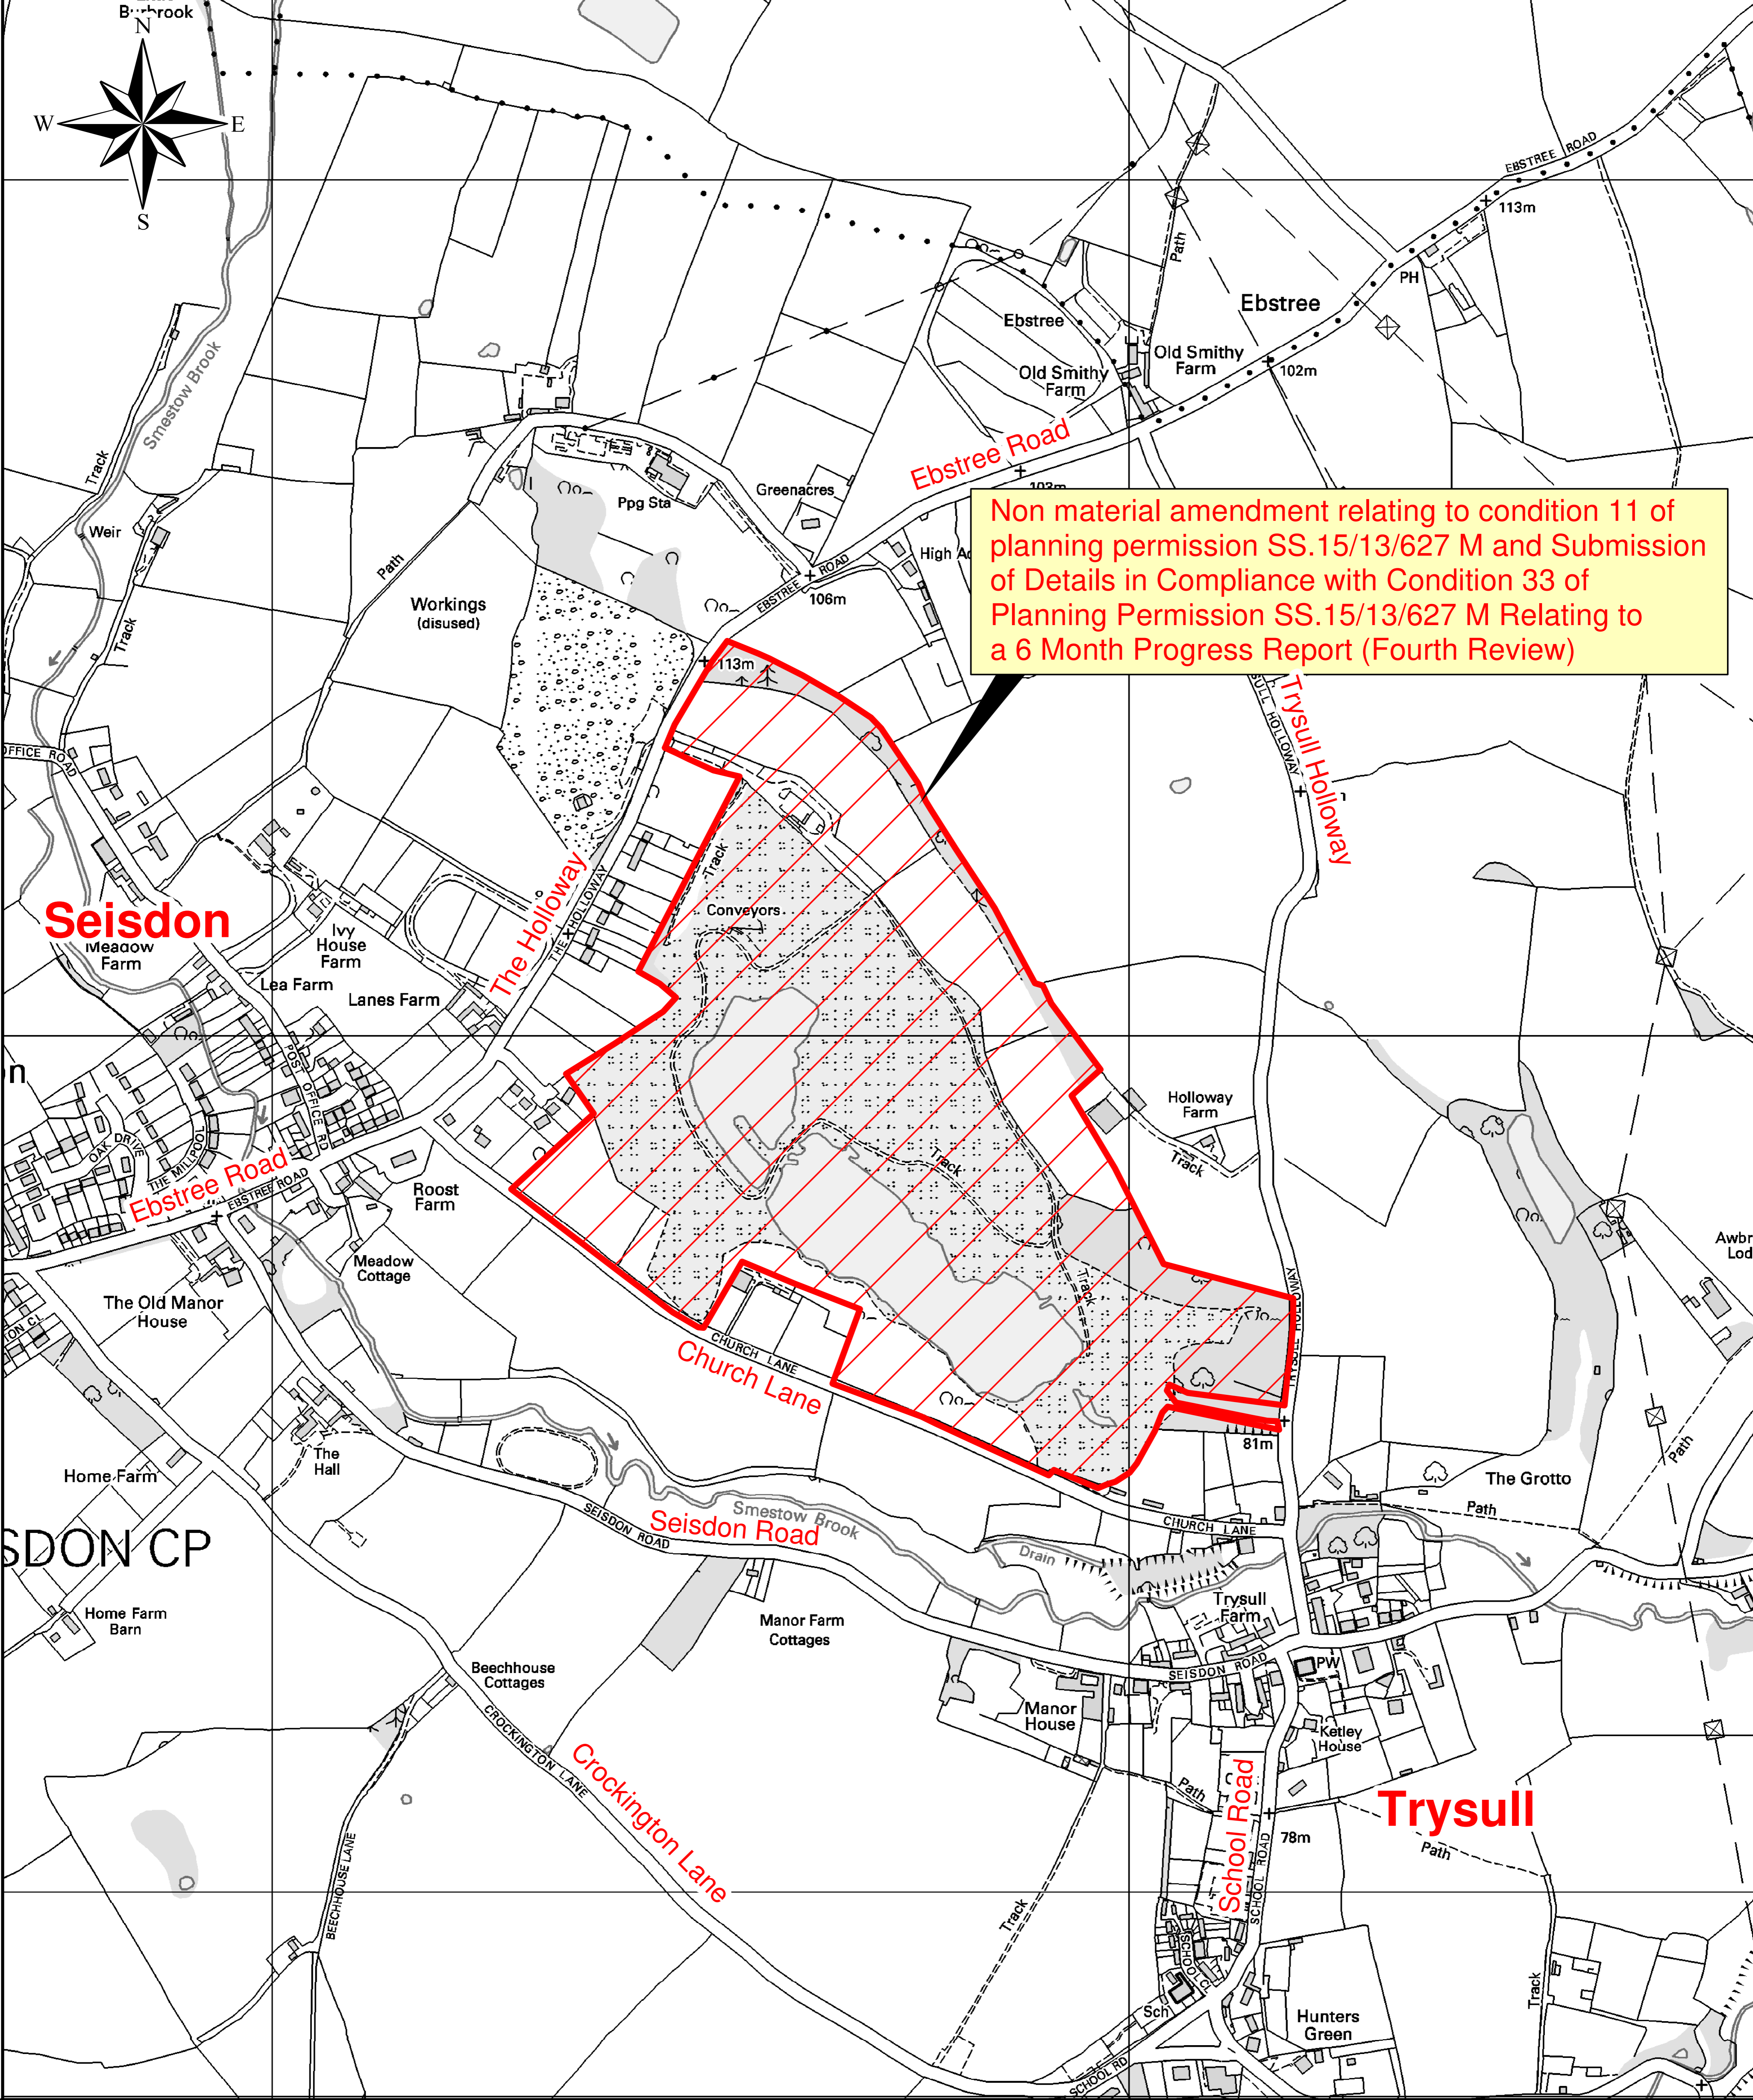 Burbrook
N
W
E
S
EBSTREE ROAD
113m
PH
Path
Ebstree
Ebstree
Old Smithy
Farm
Old Smithy
Farm
102m
Smestow Brook
Track
Ebstree Road
103m
Ppg Sta
Greenacres
Weir
Path
High
EBSTREE ROAD
106m
Workings
(disused)
Track
Non material amendment relating to condition 11 of
planning permission SS.15/13/627 M and Submission
of Details in Compliance with Condition 33 of
Planning Permission SS.15/13/627 M Relating to
a 6 Month Progress Report (Fourth Review)
113m
Trysull Holloway
HOLLOWAY
OFFICE ROAD
Track
Conveyors
The Holloway
THE HOLLOWAY
Seisdon
Meadow
Farm
Ivy
House
Farm
Lea Farm
Lanes Farm
POST OFFICE RD
OAK DRIVE
THE MILLPOOL
Ebstree Road
EBSTREE ROAD
Holloway
Farm
Track
Track
Roost
Farm
Meadow
Cottage
The Old Manor
House
Track
TRYSULL HOLLOWAY
CHURCH LANE
Church Lane
81m
The
Hall
Home Farm
The Grotto
Path
Path
SEISDON ROAD
Seisdon Road
Smestow Brook
CHURCH LANE
Drain
SDON CP
Home Farm
Barn
Manor Farm
Cottages
Trysull
Farm
SEISDON ROAD
PW
Beechhouse
Cottages
Manor
House
Ketley
House
CROCKINGTON LANE
Crockington Lane
Path
School Road
SCHOOL ROAD
Trysull
78m
Path
BEECHHOUSE LANE
Track
SCHOOL CL
Sch
Hunters
Green
Track
SCHOOL RD